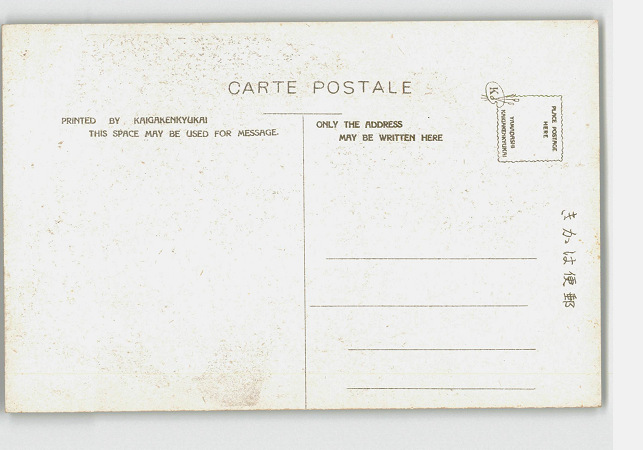 CARTE POSTALE
PRINTED BY KAIGAKENKYUKAI
THIS SPACE MAY BE USED FOR MESSAGE.
ONLY THE ADDRESS
MAY BE WRITTEN HERE
K
PLACE POSTAGE
HERE
KAIGAKENKYUKAI
きかは便郵